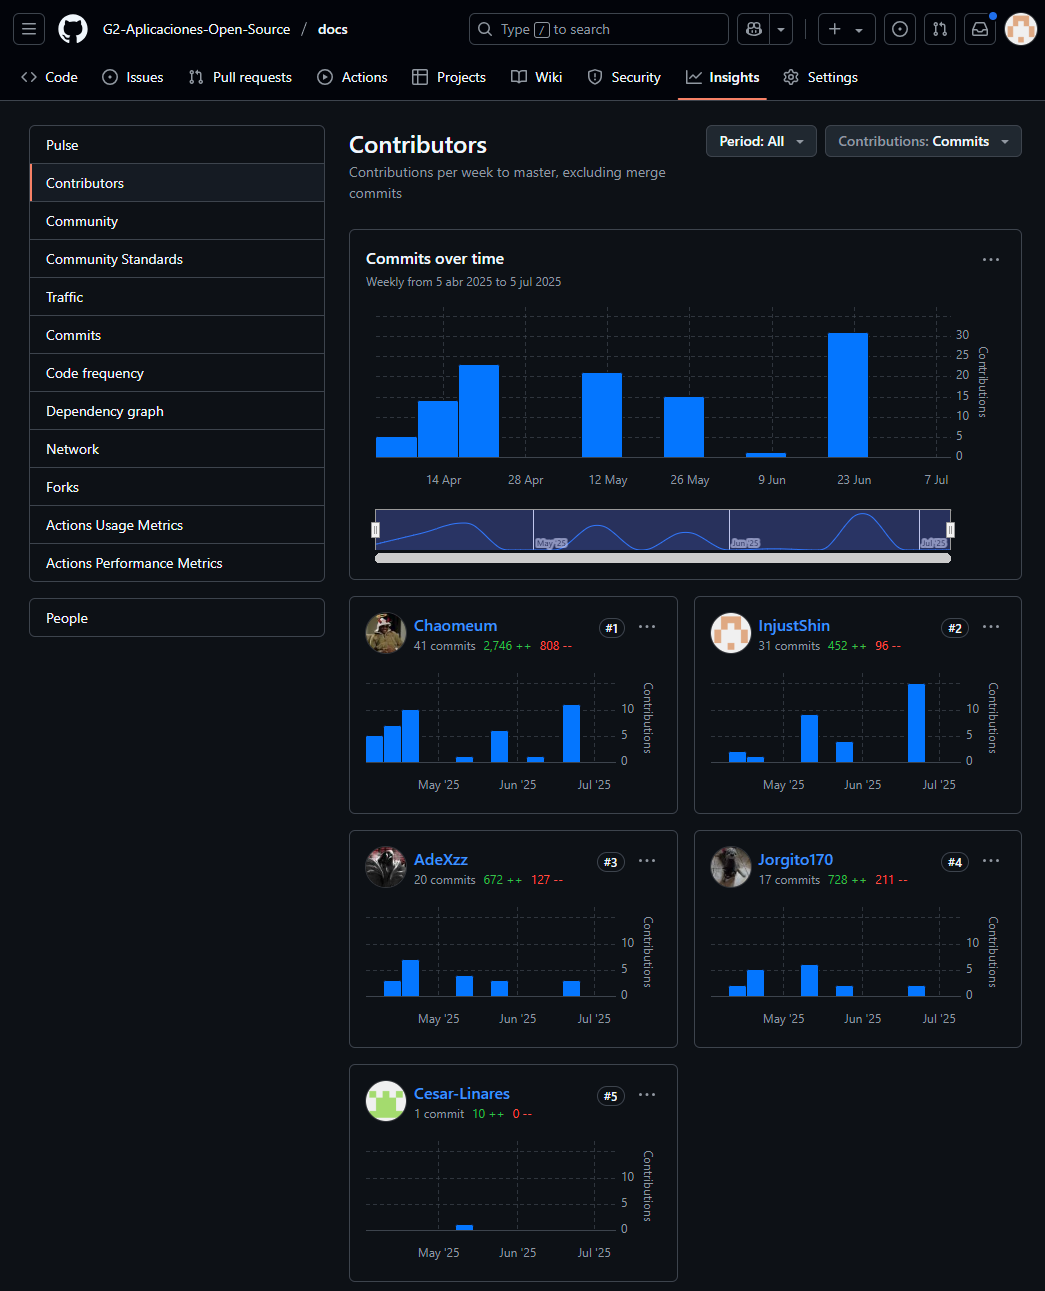 G2-Aplicaciones-Open-Source / docs
Type / to search
Code Issues Pull requests Actions Projects Wiki Security Insights Settings
Pulse
Contributors
Community
Community Standards
Traffic
Commits
Code frequency
Dependency graph
Network
Forks
Actions Usage Metrics
Actions Performance Metrics
People
Contributors
Contributions per week to master, excluding merge
commits
Period: All
Contributions: Commits
Commits over time
Weekly from 5 abr 2025 to 5 jul 2025
30
25
20
15
10
5
0
Contributions
14 Apr 28 Apr 12 May 26 May 9 Jun 23 Jun 7 Jul
May '25 Jun '25 Jul '25
Chaomeum #1
41 commits 2,746 ++ 808 --
10
5
0
Contributions
May '25 Jun '25 Jul '25
InjustShin #2
31 commits 452 ++ 96 --
10
5
0
Contributions
May '25 Jun '25 Jul '25
AdeXzz #3
20 commits 672 ++ 127 --
10
5
0
Contributions
May '25 Jun '25 Jul '25
Jorgito170 #4
17 commits 728 ++ 211 --
10
5
0
Contributions
May '25 Jun '25 Jul '25
Cesar-Linares #5
1 commit 10 ++ 0 --
10
5
0
Contributions
May '25 Jun '25 Jul '25